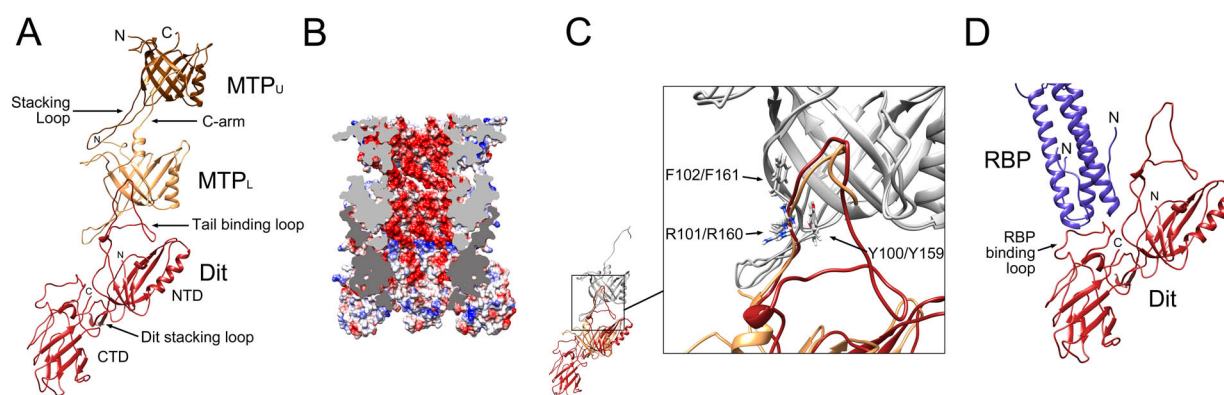 A
N
C
MTPU
Stacking
Loop
C-arm
N
MTPL
Tail binding loop
N
Dit
NTD
C
Dit stacking loop
CTD
B
C
F102/F161
R101/R160
Y100/Y159
D
N
N
RBP
N
RBP
binding
loop
C
Dit